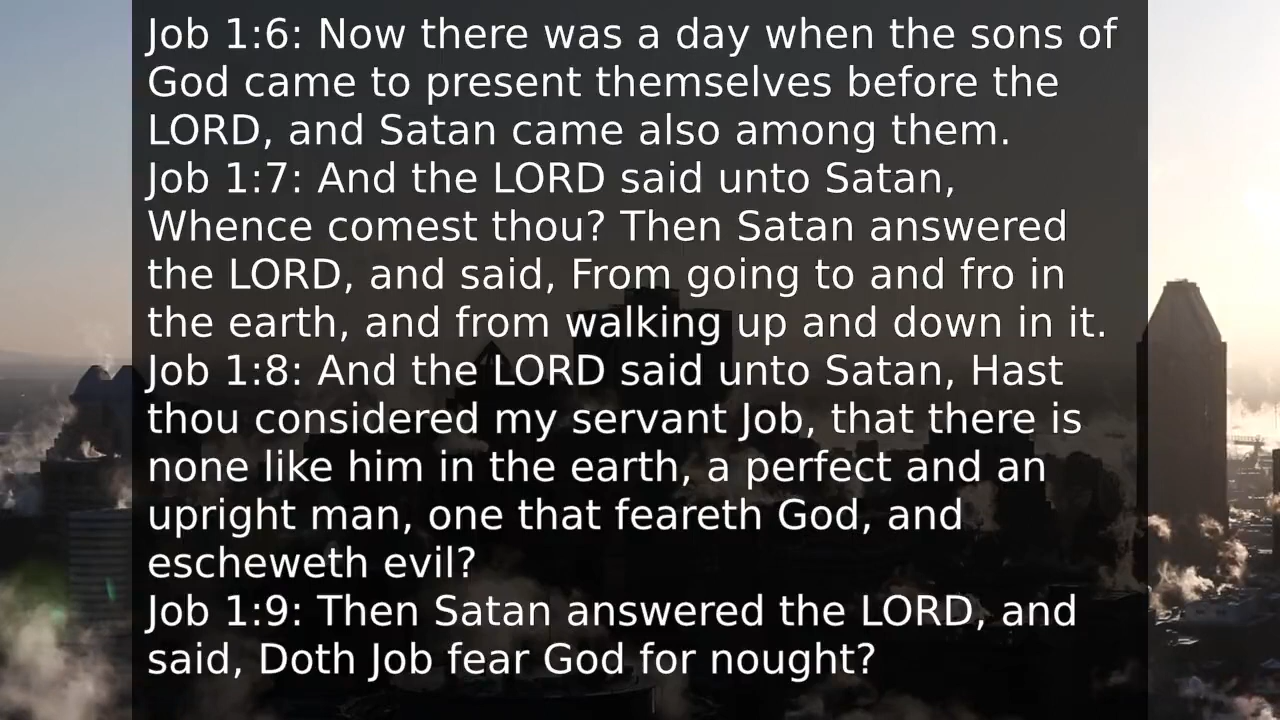 Job 1:6: Now there was a day when the sons of
God came to present themselves before the
LORD, and Satan came also among them.
Job 1:7: And the LORD said unto Satan,
Whence comest thou? Then Satan answered
the LORD, and said, From going to and fro in
the earth, and from walking up and down in it.
Job 1:8: And the LORD said unto Satan, Hast
thou considered my servant Job, that there is
none like him in the earth, a perfect and an
upright man, one that feareth God, and
escheweth evil?
Job 1:9: Then Satan answered the LORD, and
said, Doth Job fear God for nought?